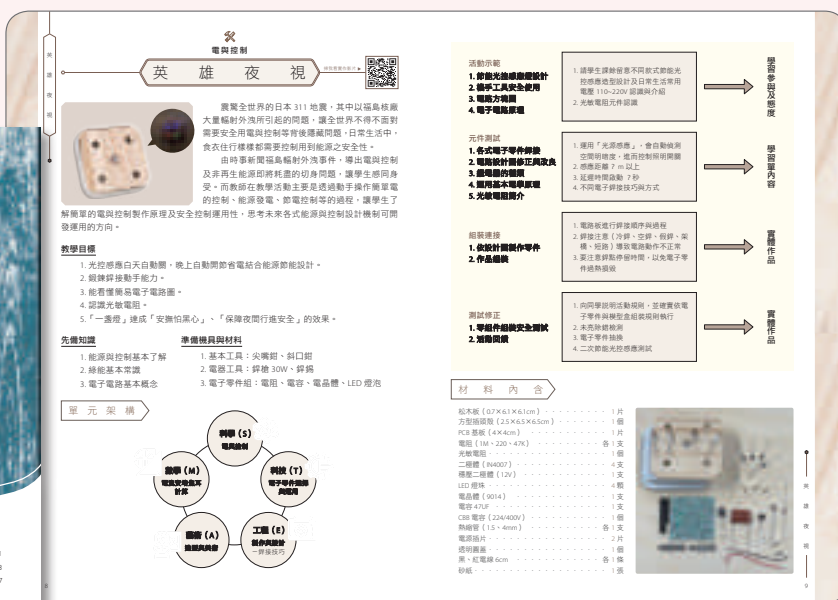 英雄夜視
電與控制
英雄夜視
震驚全世界的日本 311 地震，其中以福島核廠
大量輻射外洩所引起的問題，讓全世界不得不面對
需要安全用電與控制等背後隱藏問題，日常生活中，
食衣住行樣樣都需要控制用到能源之安全性。
由時事新聞福島輻射外洩事件，導出電與控制
及非再生能源即將耗盡的切身問題，讓學生感同身
受。而教師在教學活動主要是透過動手操作簡單電
的控制、能源發電、節電控制等的過程，讓學生了
解簡單的電與控制製作原理及安全控制運用性，思考未來各式能源與控制設計機制可開
發運用的方向。
教學目標
1. 光控感應白天自動關，晚上自動開節省電結合能源節能設計。
2. 鍛鍊銲接動手能力。
3. 能看懂簡易電子電路圖。
4. 認識光敏電阻。
5.「一盞燈」達成「安撫怕黑心」、「保障夜間行進安全」的效果。
先備知識
1. 能源與控制基本了解
2. 綠能基本常識
3. 電子電路基本概念
準備機具與材料
1. 基本工具：尖嘴鉗、斜口鉗
2. 電器工具：銲槍 30W、銲錫
3. 電子零件組：電阻、電容、電晶體、LED 燈泡
單元架構
科學（S）
電與控制
數學（M）
計算
科技（T）
電子零件銲接
與運用
藝術（A）
造型與美術
工程（E）
製作與設計
－銲接技巧
8
活動示範
1. 節能光控感應燈設計
2. 機手工具安全使用
3. 電路方塊圖
4. 電子電路原理
1. 請學生課餘留意不同款式節能光
控感應造型設計及日常生活常用
電壓 110~220V 認識與介紹
2. 光敏電阻元件認識
學習參與及態度
元件測試
1. 各式電子零件銲接
2. 電路設計圖修正與改良
3. 繼電器的種類
4. 運用基本電學原理
5. 光敏電阻簡介
1. 運用「光源感應」，會自動偵測
空間明暗度，進而控制照明開關
2. 感應距離？m 以上
3. 延遲時間啟動 ？秒
4. 不同電子銲接技巧與方式
學習單內容
組裝連接
1. 依設計圖製作零件
2. 作品組裝
1. 電路板進行銲接順序與過程
2. 銲接注意（冷銲、空銲、假銲、架
橋、短路）導致電路動作不正常
3. 要注意銲點停留時間，以免電子零
件過熱損毀
實體作品
測試修正
1. 零組件組裝安全測試
2. 活動回饋
1. 向同學說明活動規則，並確實依電
子零件與模型盒組裝規則執行
2. 未亮除錯檢測
3. 電子零件抽換
4. 二次節能光控感應測試
實體作品
材料內含
松木板（0.7×6.1×6.1cm） 1 片
方型插頭殼（2.5×6.5×6.5cm） 1 個
PCB 基板（4×4cm） 1 片
電阻（1M・220・47K） 各 1 支
光敏電阻 1 個
二極體（IN4007） 4 支
穩壓二極體（12V） 1 支
LED 燈珠 4 顆
電晶體（9014） 1 支
電容 47UF 1 支
CBB 電容（224/400V） 1 個
熱縮管（1.5・4mm） 各 1 支
電源插片 2 片
透明圓蓋 1 個
黑、紅電線 6cm 各 1 條
砂紙 1 張
英雄夜視
9